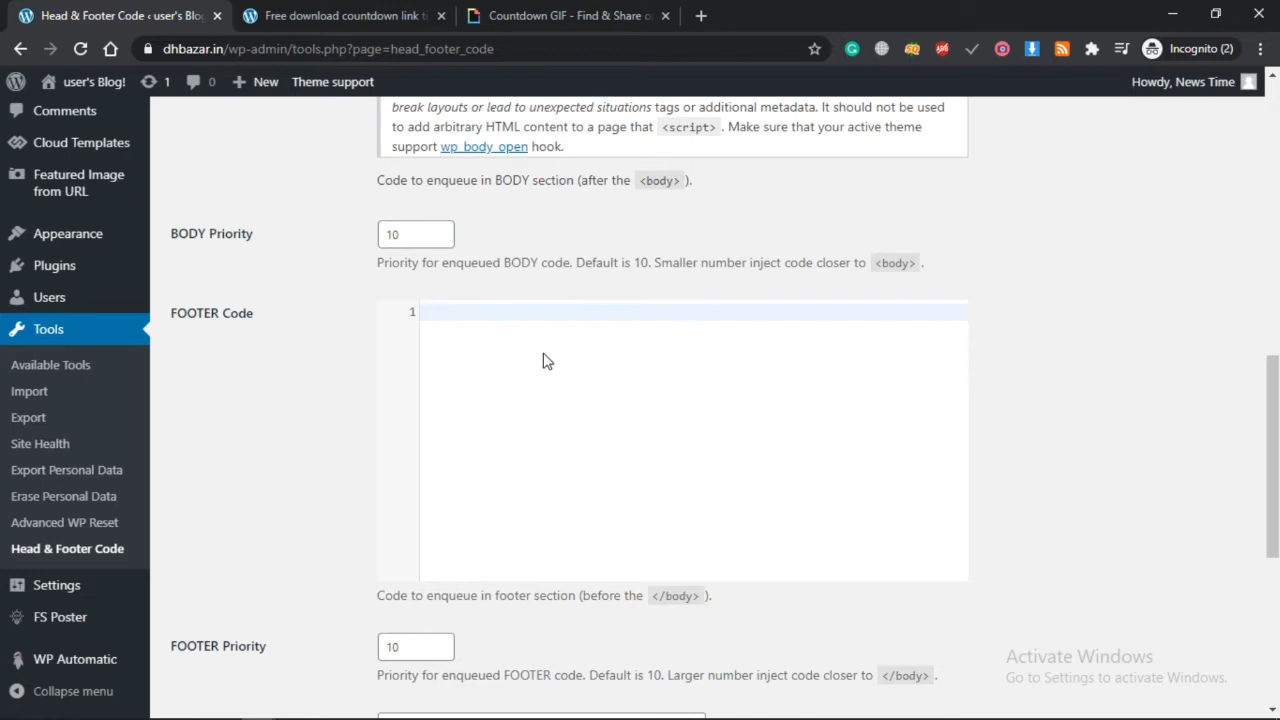 Head & Footer Code ‹ user's Blog
Free download countdown link t
Countdown GIF - Find & Share o
dhbazar.in/wp-admin/tools.php?page=head_footer_code
Incognito (2)
user's Blog!
1
0
New
Theme support
Howdy, News Time
Comments
Cloud Templates
Featured Image
from URL
Appearance
Plugins
Users
Tools
Available Tools
Import
Export
Site Health
Export Personal Data
Erase Personal Data
Advanced WP Reset
Head & Footer Code
Settings
FS Poster
WP Automatic
Collapse menu
break layouts or lead to unexpected situations tags or additional metadata. It should not be used
to add arbitrary HTML content to a page that <script>. Make sure that your active theme
support wp_body_open hook.
Code to enqueue in BODY section (after the <body> ).
BODY Priority
10
Priority for enqueued BODY code. Default is 10. Smaller number inject code closer to <body> .
FOOTER Code
1
Code to enqueue in footer section (before the </body> ).
FOOTER Priority
10
Priority for enqueued FOOTER code. Default is 10. Larger number inject code closer to </body> .
Activate Windows
Go to Settings to activate Windows.